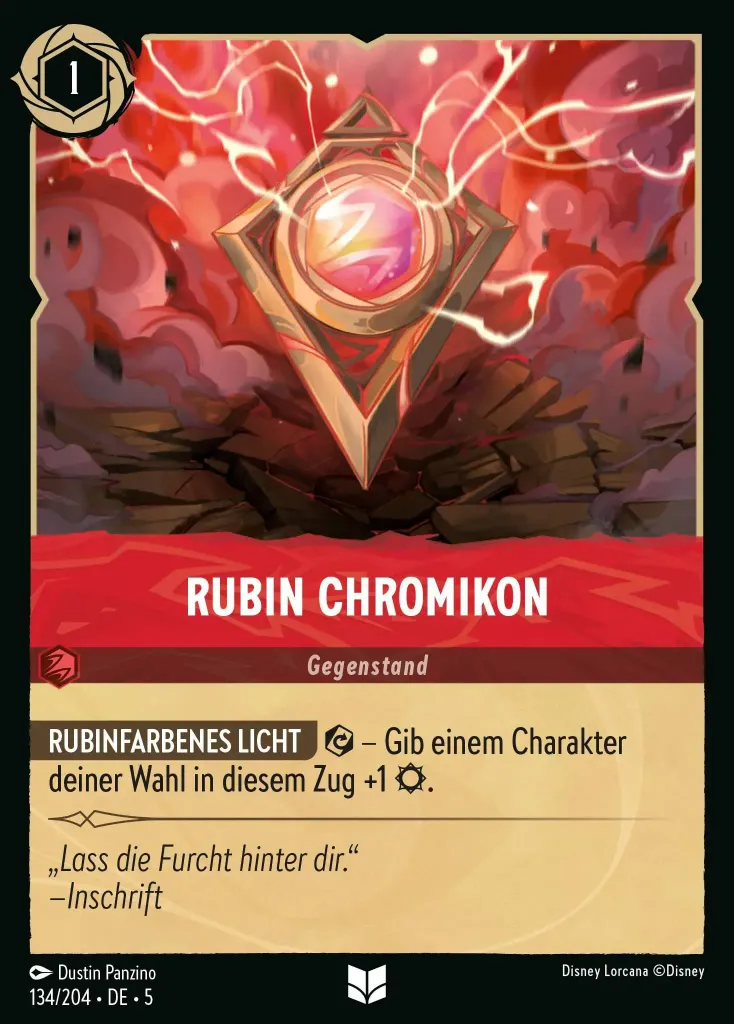 1
RUBIN CHROMIKON
Gegenstand
RUBINFARBENES LICHT – Gib einem Charakter
deiner Wahl in diesem Zug +1.
„Lass die Furcht hinter dir.“
–Inschrift
Dustin Panzino
134/204 • DE • 5
Disney Lorcana ©Disney